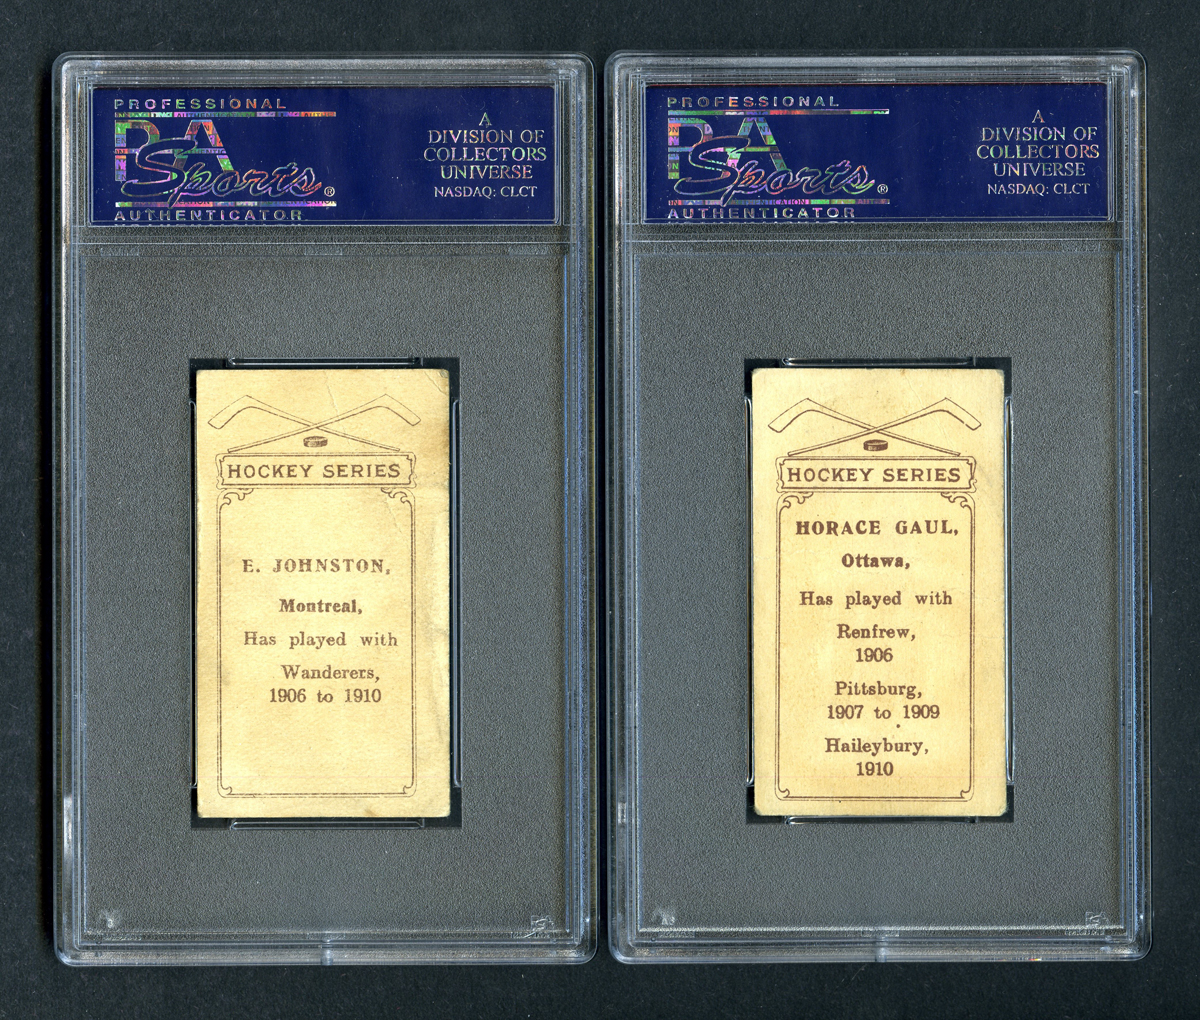 PROFESSIONAL
PSA
Sports®
AUTHENTICATOR
A
DIVISION OF
COLLECTORS
UNIVERSE
NASDAQ: CLCT
HOCKEY SERIES
E. JOHNSTON,
Montreal,
Has played with
Wanderers,
1906 to 1910
PROFESSIONAL
PSA
Sports®
AUTHENTICATOR
A
DIVISION OF
COLLECTORS
UNIVERSE
NASDAQ: CLCT
HOCKEY SERIES
HORACE GAUL,
Ottawa,
Has played with
Renfrew,
1906
Pittsburg,
1907 to 1909
Haileybury,
1910